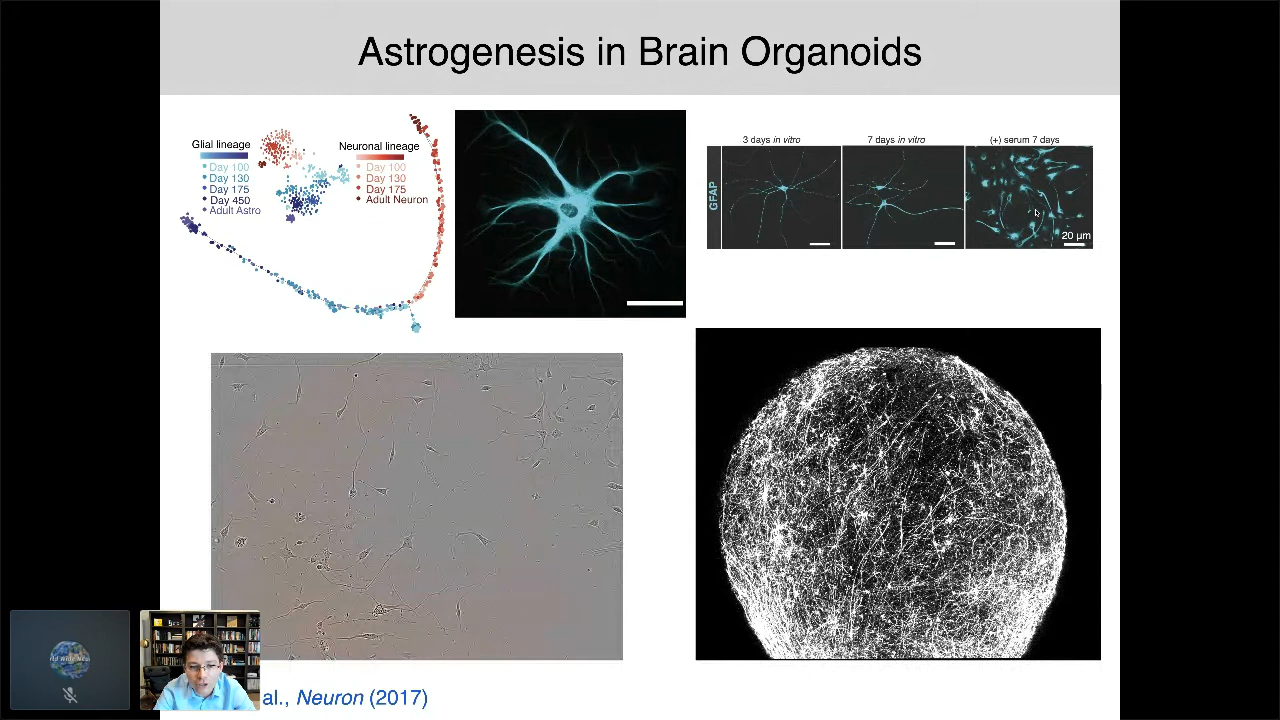 Astrogenesis in Brain Organoids
Glial lineage
Day 100
Day 130
Day 175
Day 450
Adult Astro
Neuronal lineage
Day 100
Day 130
Day 175
Adult Neuron
3 days in vitro
7 days in vitro
(+) serum 7 days
GFAP
20 µm
al., Neuron (2017)